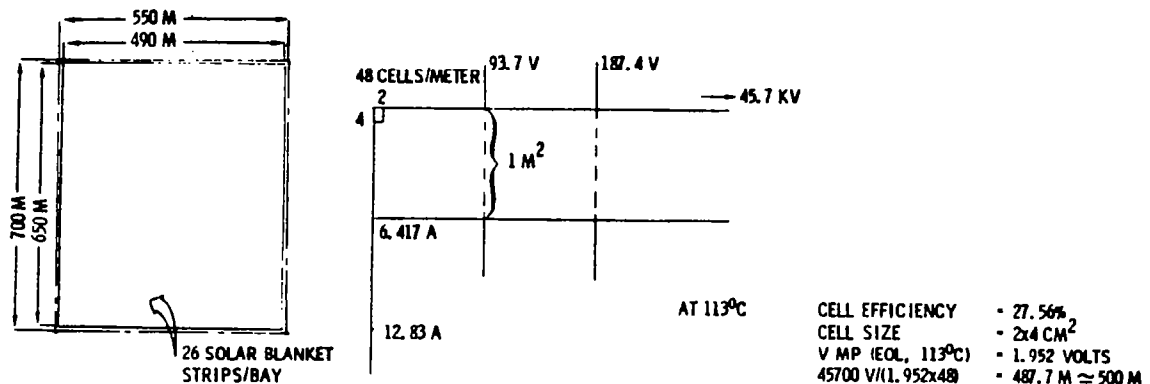 550 M
490 M
700 M
650 M
26 SOLAR BLANKET
STRIPS/BAY
48 CELLS/METER
93.7 V
187.4 V
45.7 KV
2
4
1 M²
6.417 A
12.83 A
AT 113⁰C
CELL EFFICIENCY - 27.56%
CELL SIZE - 2x4 CM²
V MP (EOL, 113⁰C) - 1.952 VOLTS
45700 V/(1.952x48) - 487.7 M ≃ 500 M